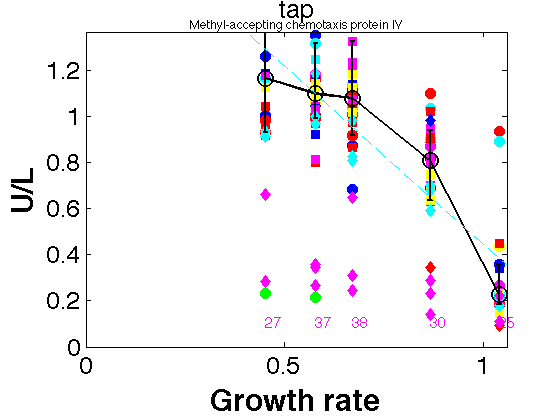 tap
Methyl-accepting chemotaxis protein IV
1.2
1
0.8
0.6
0.4
0.2
0
U/L
27 37 38 30 25
0 0.5 1
Growth rate